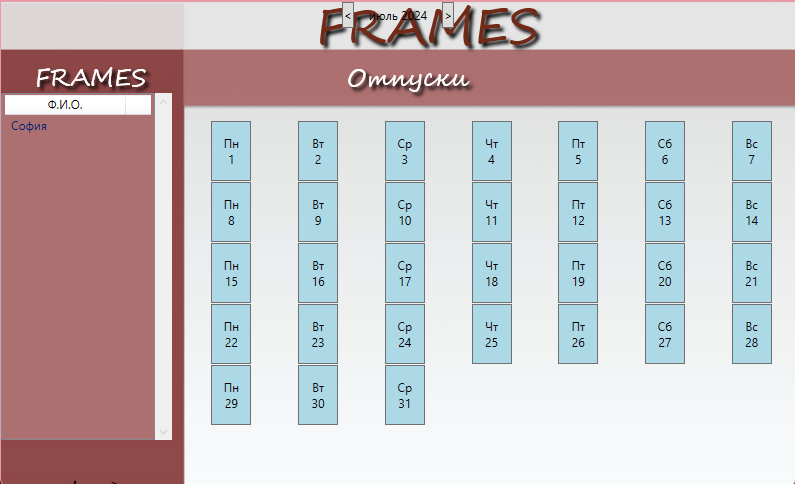 FRAMES
< июль 2024 >
FRAMES
Отпуски
Ф.И.О.
София
Пн Вт Ср Чт Пт Сб Вс
1 2 3 4 5 6 7
Пн Вт Ср Чт Пт Сб Вс
8 9 10 11 12 13 14
Пн Вт Ср Чт Пт Сб Вс
15 16 17 18 19 20 21
Пн Вт Ср Чт Пт Сб Вс
22 23 24 25 26 27 28
Пн Вт Ср
29 30 31